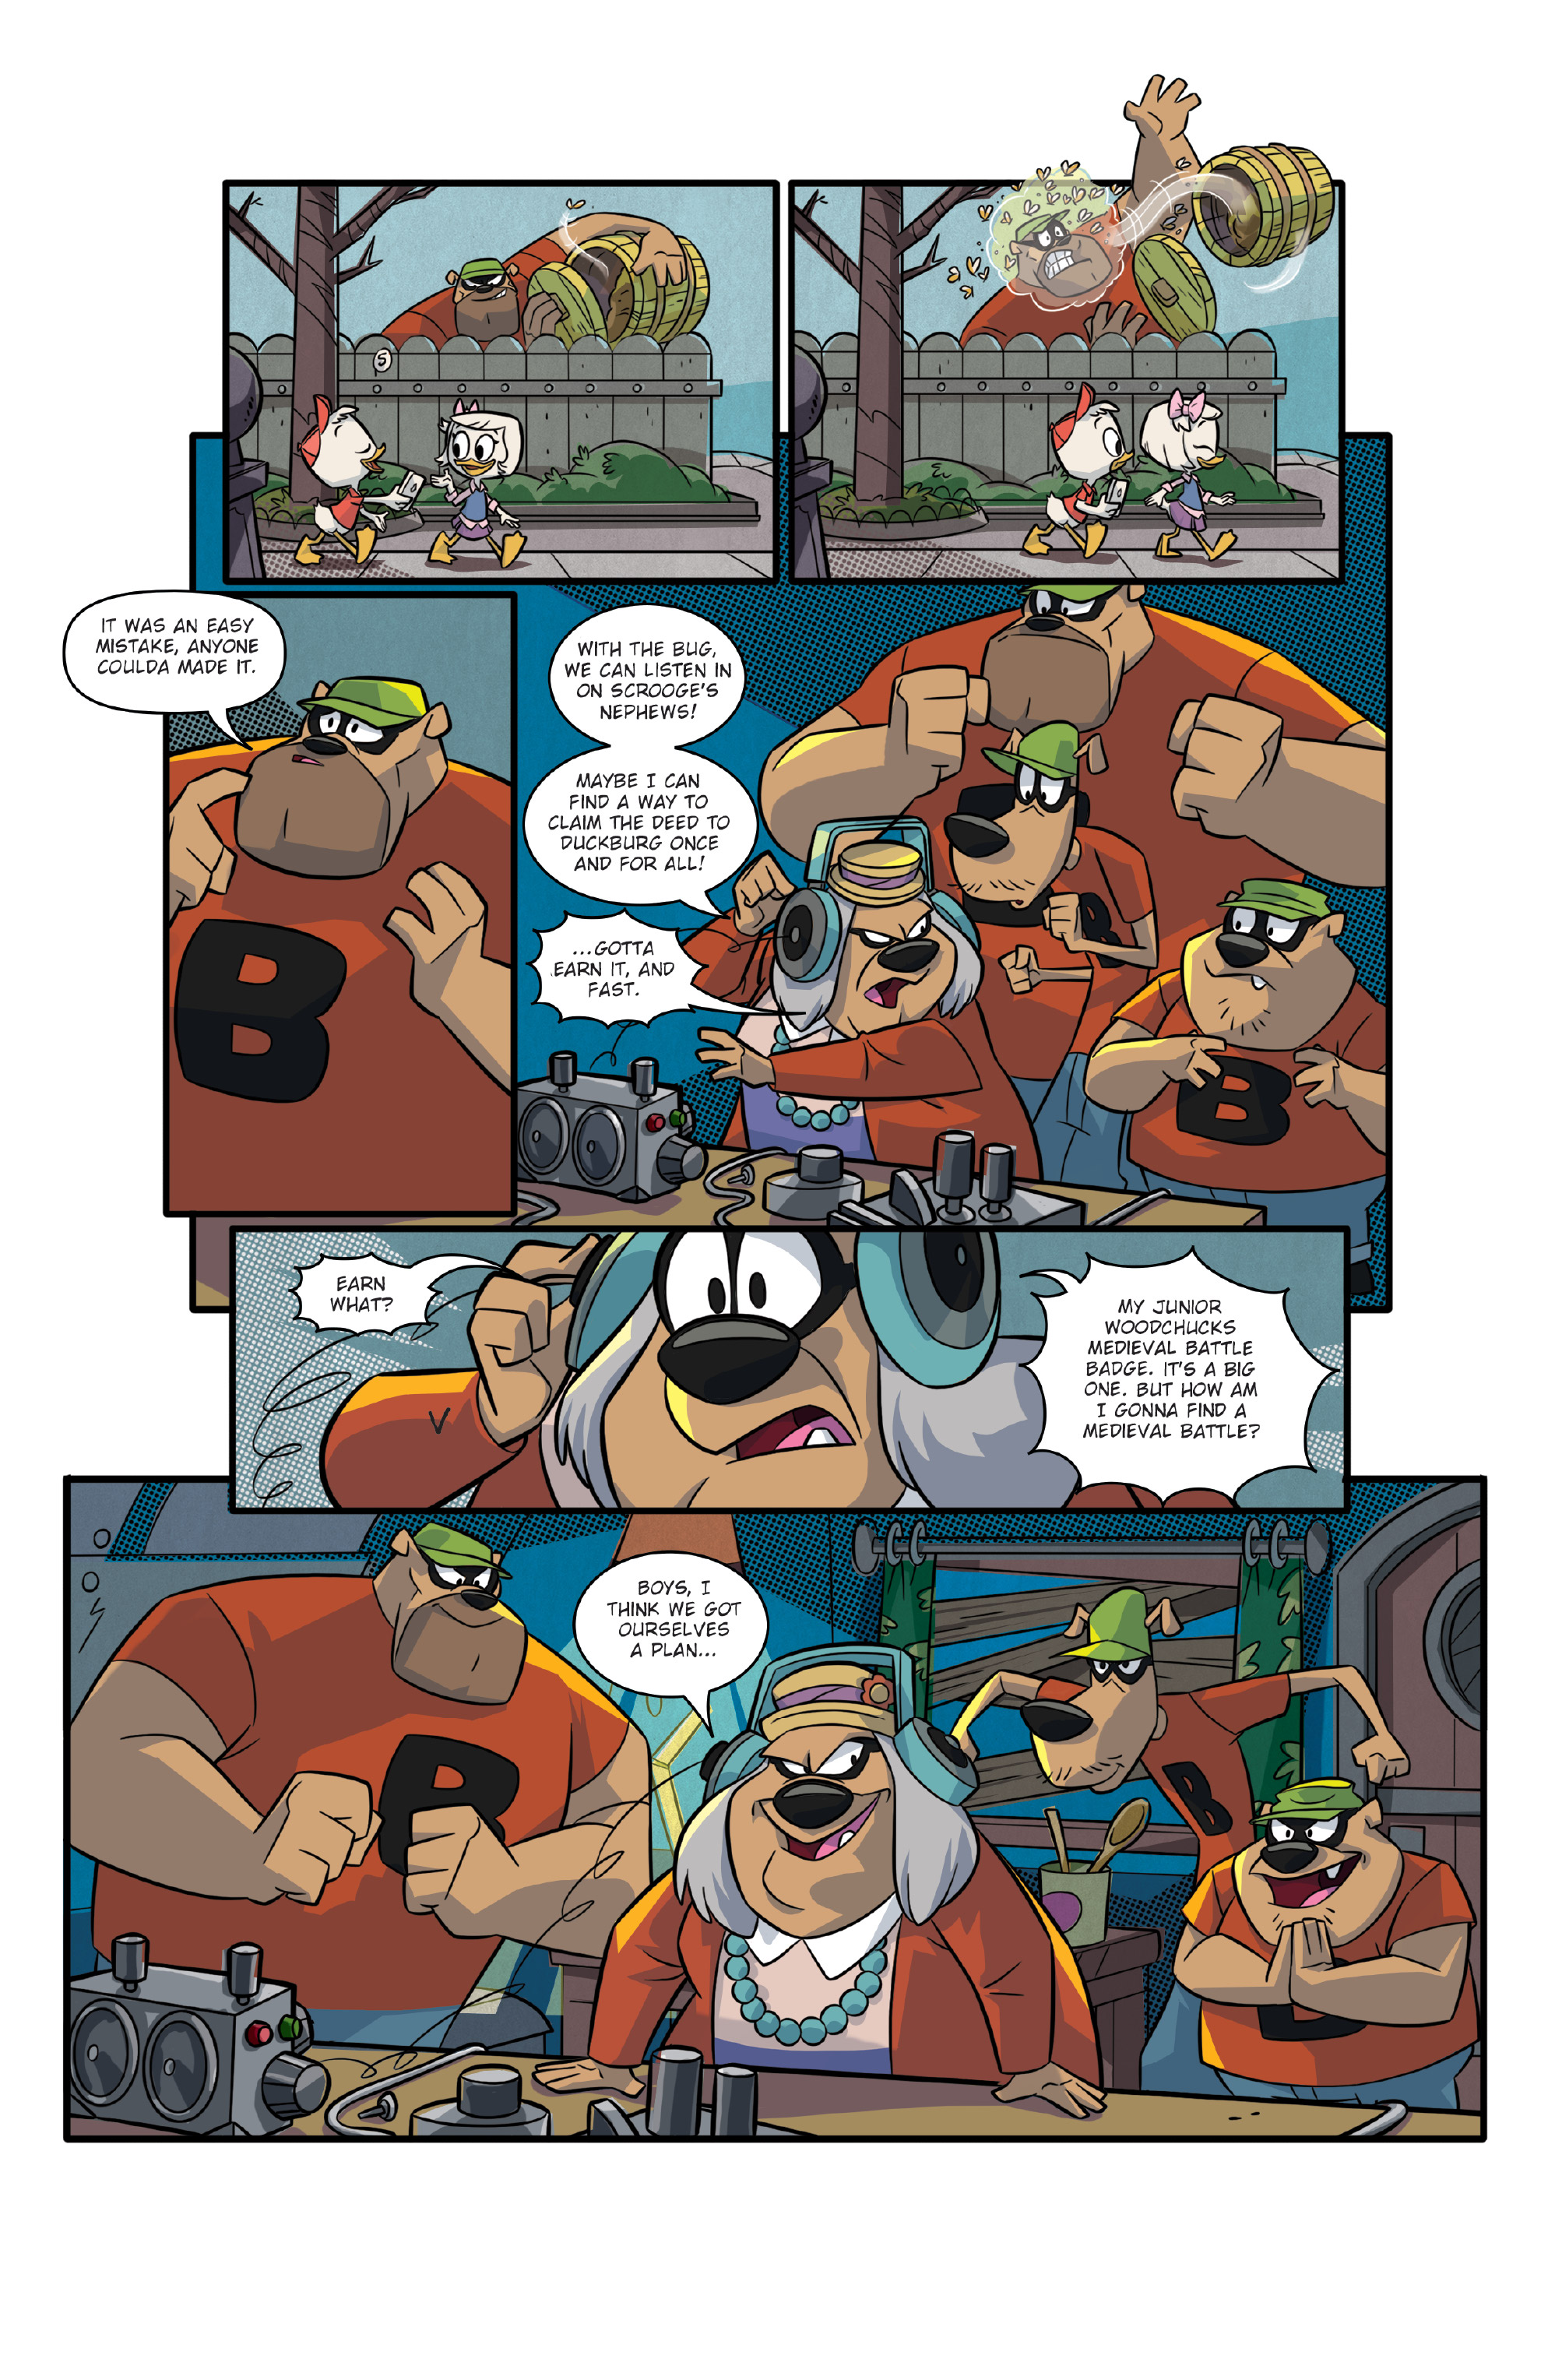 5
IT WAS AN EASY
MISTAKE, ANYONE
COULDA MADE IT.
B
WITH THE BUG,
WE CAN LISTEN IN
ON SCROOGE'S
NEPHEWS!
MAYBE I CAN
FIND A WAY TO
CLAIM THE DEED TO
DUCKBURG ONCE
AND FOR ALL!
...GOTTA
EARN IT, AND
FAST.
B
B
EARN
WHAT?
MY JUNIOR
WOODCHUCKS
MEDIEVAL BATTLE
BADGE. IT'S A BIG
ONE. BUT HOW AM
I GONNA FIND A
MEDIEVAL BATTLE?
BOYS, I
THINK WE GOT
OURSELVES
A PLAN...
B
B
B